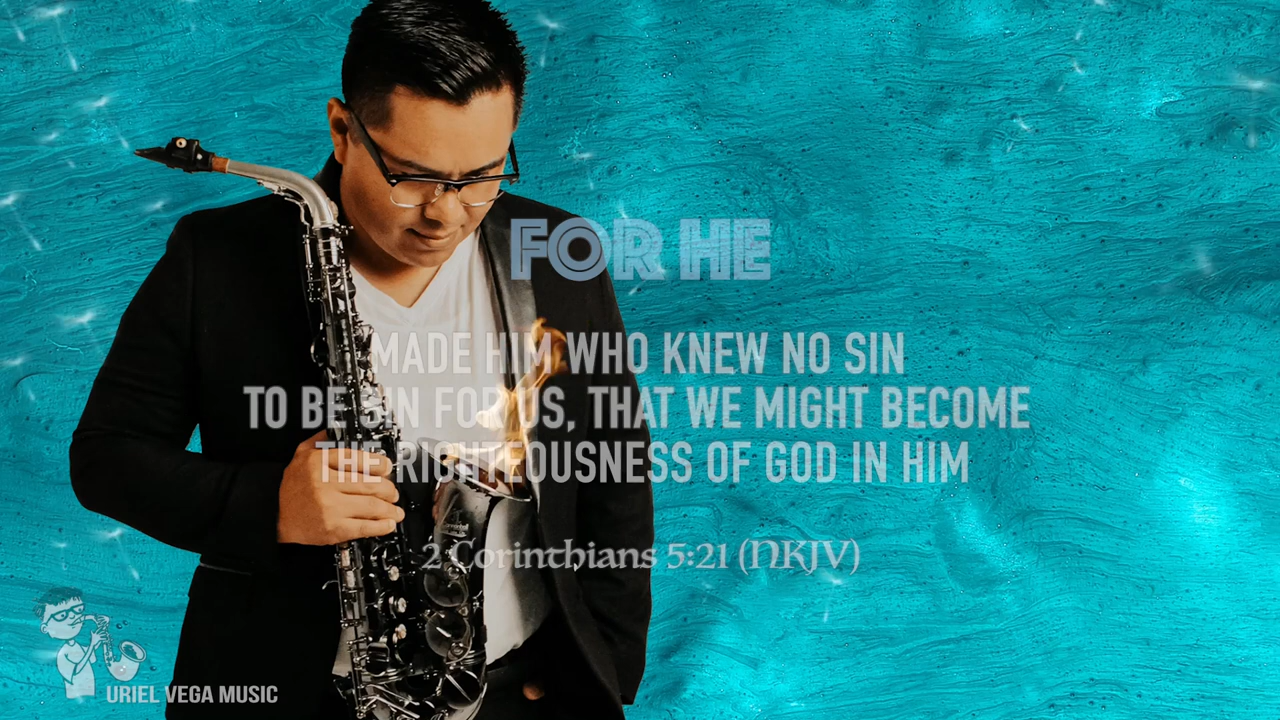 FOR HE
MADE HIM WHO KNEW NO SIN
TO BE SIN FOR US, THAT WE MIGHT BECOME
THE RIGHTEOUSNESS OF GOD IN HIM
2 Corinthians 5:21 (NKJV)
URIEL VEGA MUSIC